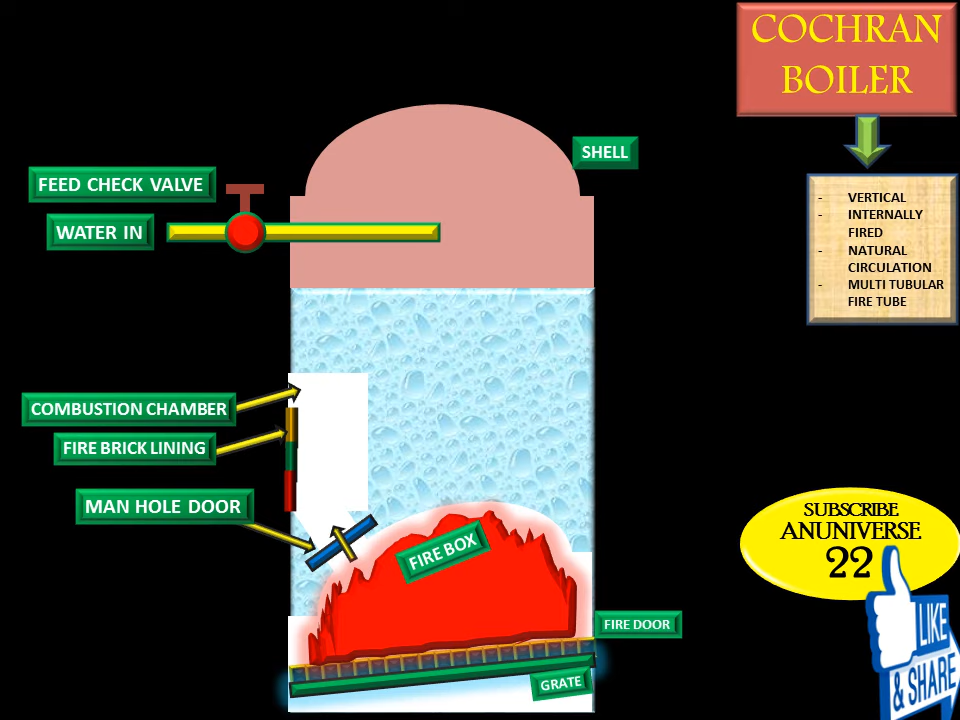 COCHRAN
BOILER
SHELL
FEED CHECK VALVE
WATER IN
- VERTICAL
- INTERNALLY
FIRED
- NATURAL
CIRCULATION
- MULTI TUBULAR
FIRE TUBE
COMBUSTION CHAMBER
FIRE BRICK LINING
MAN HOLE DOOR
FIRE BOX
SUBSCRIBE
ANUNIVERSE
22
FIRE DOOR
GRATE
LIKE
& SHARE